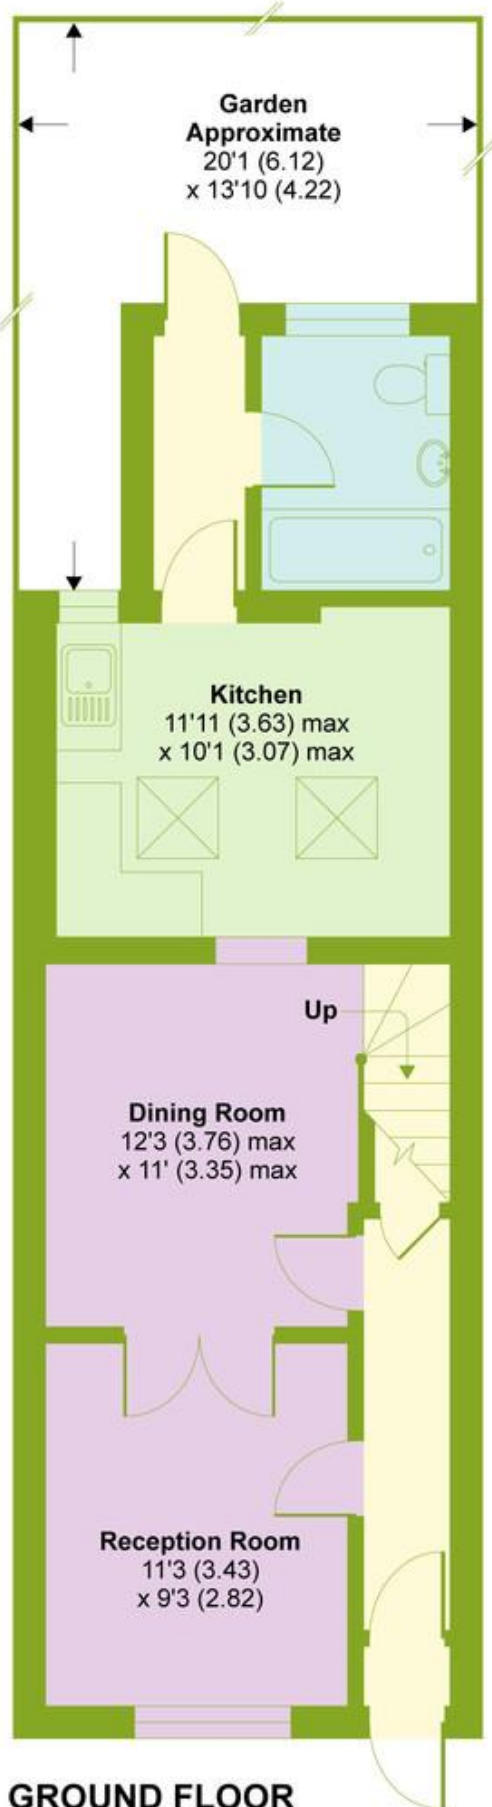 Garden
Approximate
20'1 (6.12)
x 13'10 (4.22)
Kitchen
11'11 (3.63) max
x 10'1 (3.07) max
Up
Dining Room
12'3 (3.76) max
x 11' (3.35) max
Reception Room
11'3 (3.43)
x 9'3 (2.82)
GROUND FLOOR